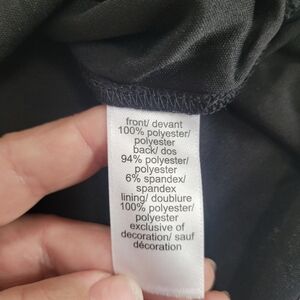 front/ devant
100% polyester/
polyester
back/ dos
94% polyester/
polyester
6% spandex/
spandex
lining/ doublure
100% polyester/
polyester
exclusive of
decoration/ sauf
décoration